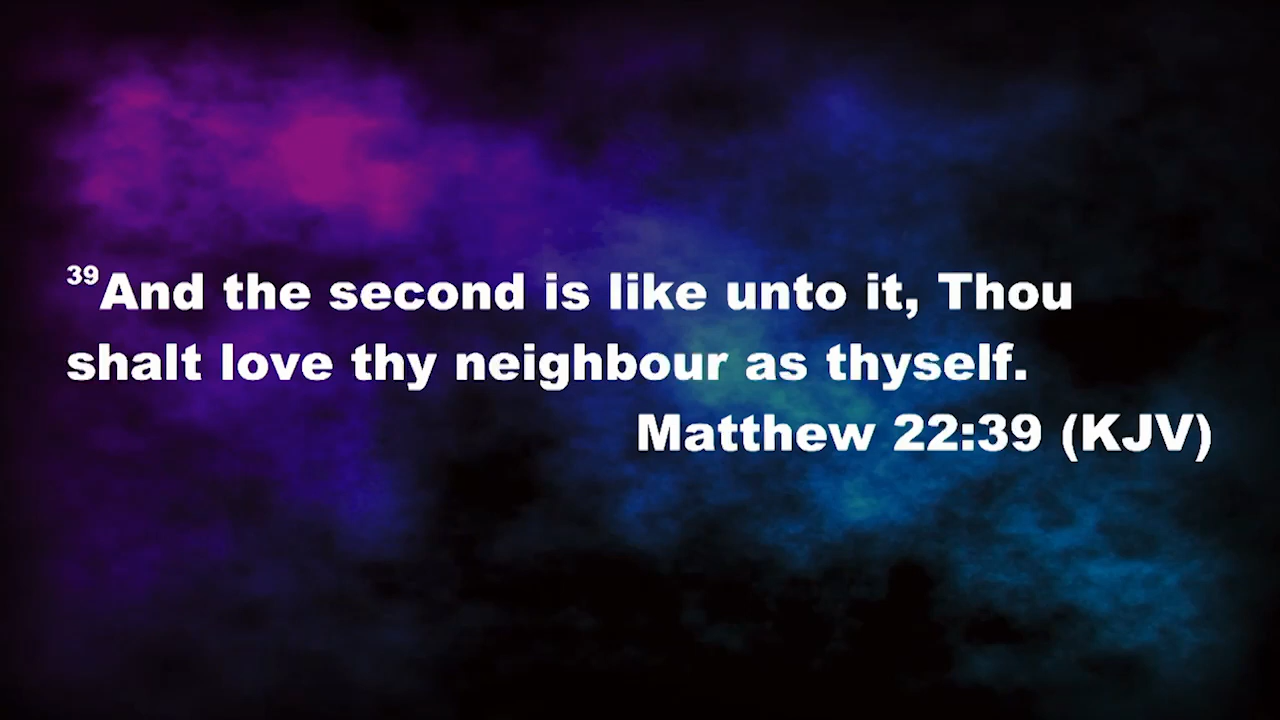 39And the second is like unto it, Thou
shalt love thy neighbour as thyself.
Matthew 22:39 (KJV)